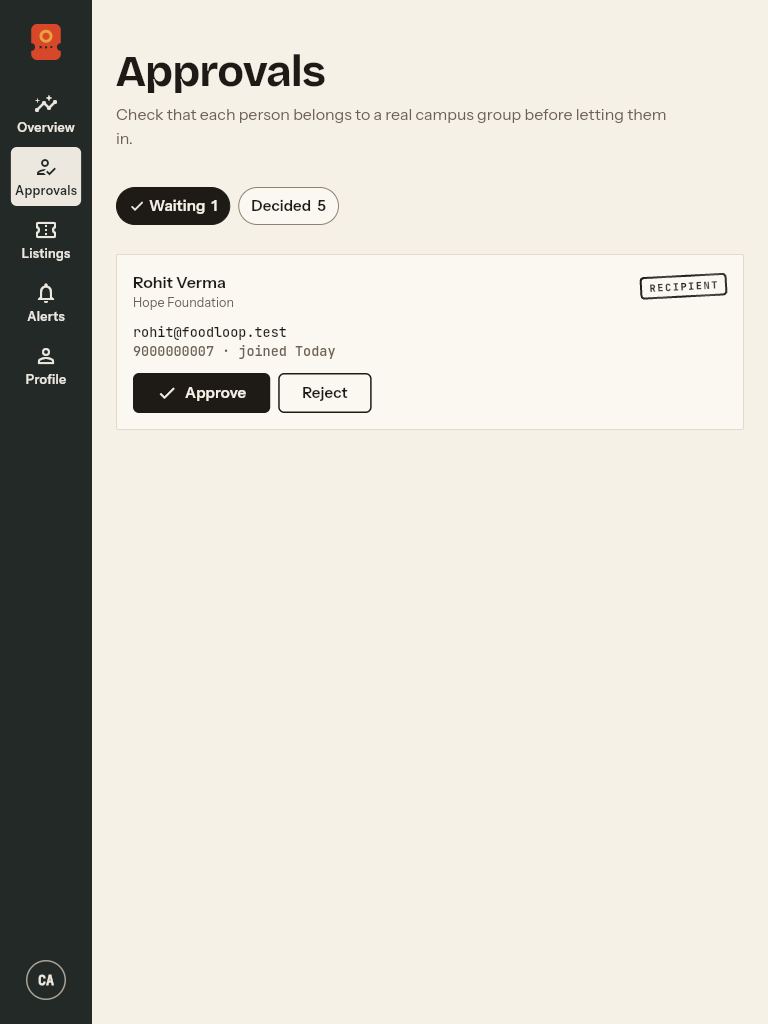 Overview
Approvals
Listings
Alerts
Profile
CA
Approvals
Check that each person belongs to a real campus group before letting them
in.
Waiting 1
Decided 5
Rohit Verma
Hope Foundation
RECIPIENT
rohit@foodloop.test
9000000007 · joined Today
Approve
Reject